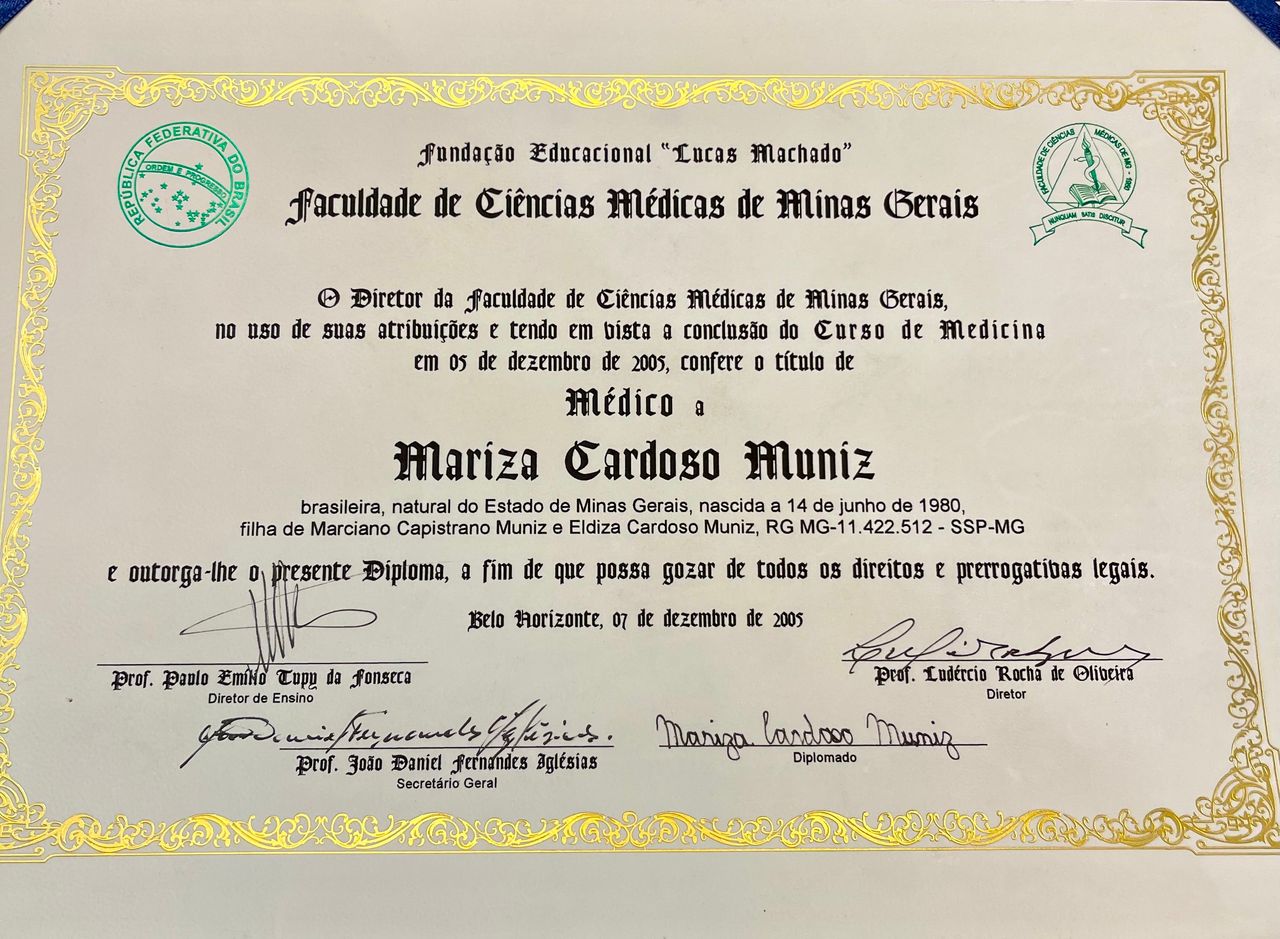 REPÚBLICA FEDERATIVA DO BRASIL
ORDEM E PROGRESSO
Fundação Educacional "Lucas Machado"
Faculdade de Ciências Médicas de Minas Gerais
FACULDADE DE CIÊNCIAS MÉDICAS DE MG
NUNQUAM SATIS DISCITUR
O Diretor da Faculdade de Ciências Médicas de Minas Gerais,
no uso de suas atribuições e tendo em vista a conclusão do Curso de Medicina
em 05 de dezembro de 2005, confere o título de
Médico a
Mariza Cardoso Muniz
brasileira, natural do Estado de Minas Gerais, nascida a 14 de junho de 1980,
filha de Marciano Capistrano Muniz e Eldiza Cardoso Muniz, RG MG-11.422.512 - SSP-MG
e outorga-lhe o presente Diploma, a fim de que possa gozar de todos os direitos e prerrogativas legais.
Belo Horizonte, 07 de dezembro de 2005
Prof. Paulo Emílio Tupy da Fonseca
Diretor de Ensino
Prof. Ludércio Rocha de Oliveira
Diretor
Prof. João Daniel Fernandes Iglésias
Secretário Geral
Mariza Cardoso Muniz
Diplomado